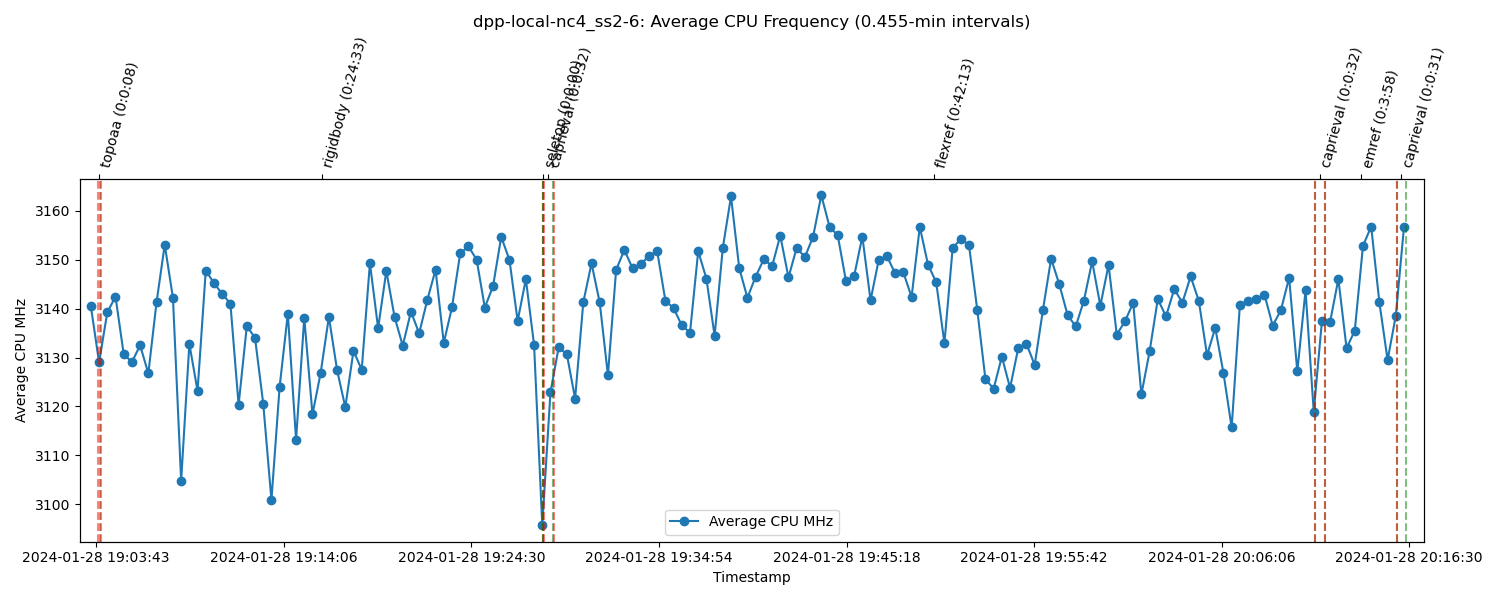 dpp-local-nc4_ss2-6: Average CPU Frequency (0.455-min intervals)
topoaa (0:0:08)
rigidbody (0:24:33)
seletop (0:0:00)
caprieval (0:0:32)
flexref (0:42:13)
caprieval (0:0:32)
emref (0:3:58)
caprieval (0:0:31)
Average CPU MHz
3160
3150
3140
3130
3120
3110
3100
Average CPU MHz
2024-01-28 19:03:43
2024-01-28 19:14:06
2024-01-28 19:24:30
2024-01-28 19:34:54
2024-01-28 19:45:18
2024-01-28 19:55:42
2024-01-28 20:06:06
2024-01-28 20:16:30
Timestamp